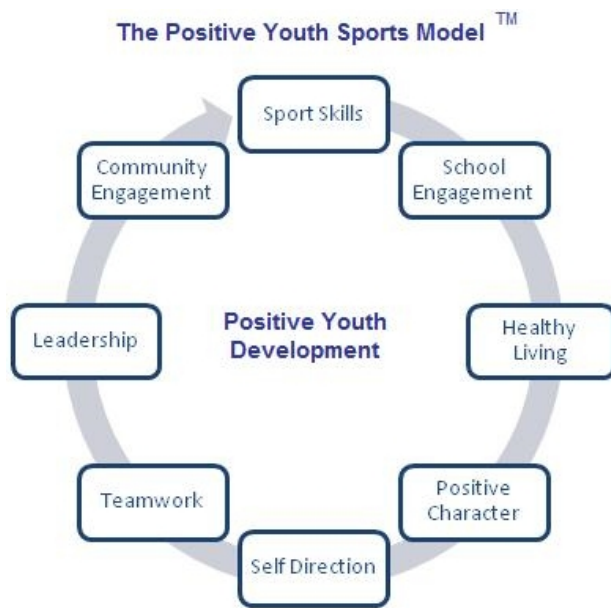 The Positive Youth Sports Model TM
Sport Skills
School
Engagement
Healthy
Living
Positive
Character
Self Direction
Teamwork
Leadership
Community
Engagement
Positive Youth
Development